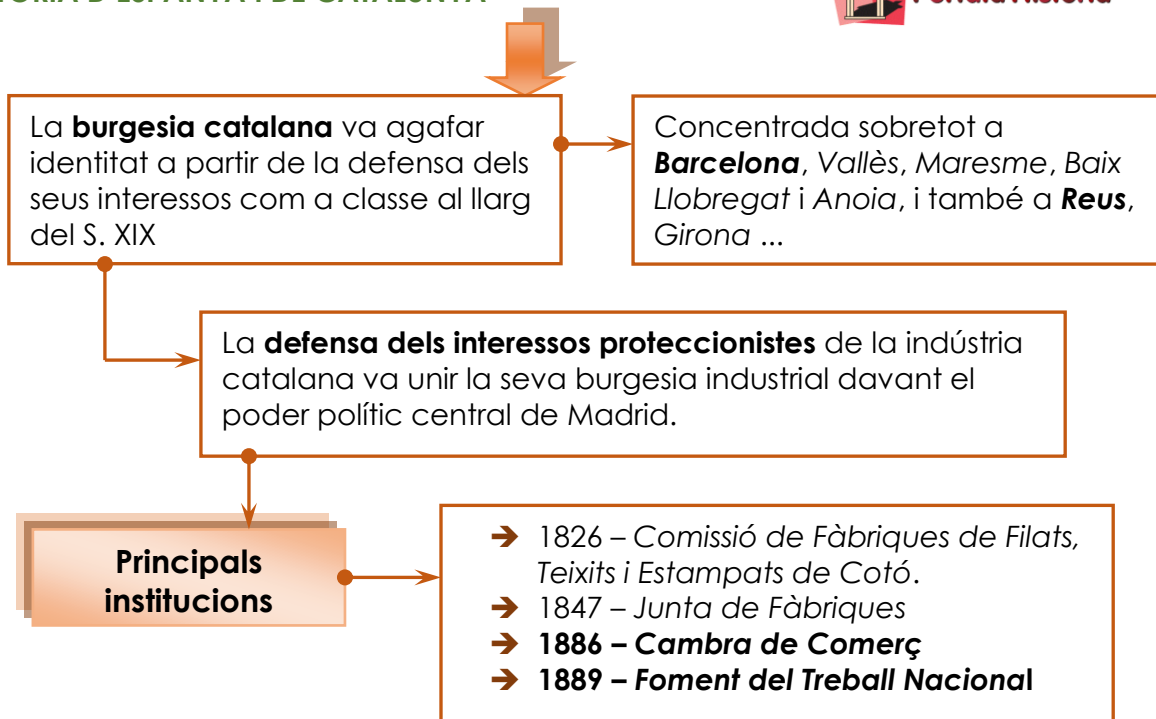 La burgesia catalana va agafar
identitat a partir de la defensa dels
seus interessos com a classe al llarg
del S. XIX
Concentrada sobretot a
Barcelona, Vallès, Maresme, Baix
Llobregat i Anoia, i també a Reus,
Girona ...
La defensa dels interessos proteccionistes de la indústria
catalana va unir la seva burgesia industrial davant el
poder polític central de Madrid.
Principals
institucions
➔ 1826 – Comissió de Fàbriques de Filats,
Teixits i Estampats de Cotó.
➔ 1847 – Junta de Fàbriques
➔ 1886 – Cambra de Comerç
➔ 1889 – Foment del Treball Nacional